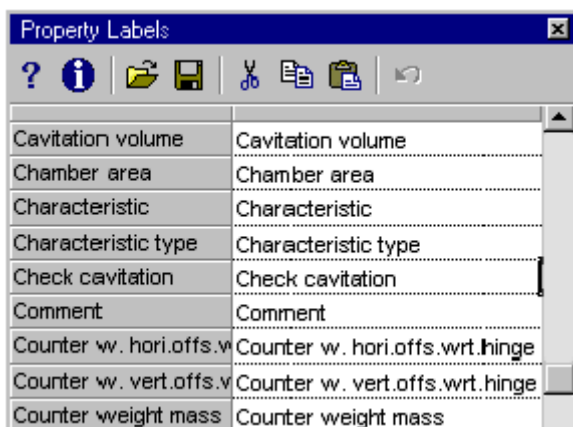 Property Labels
Cavitation volume Cavitation volume
Chamber area Chamber area
Characteristic Characteristic
Characteristic type Characteristic type
Check cavitation Check cavitation
Comment Comment
Counter w. hori.offs.w Counter w. hori.offs.wrt.hinge
Counter w. vert.offs.v Counter w. vert.offs.wrt.hinge
Counter weight mass Counter weight mass